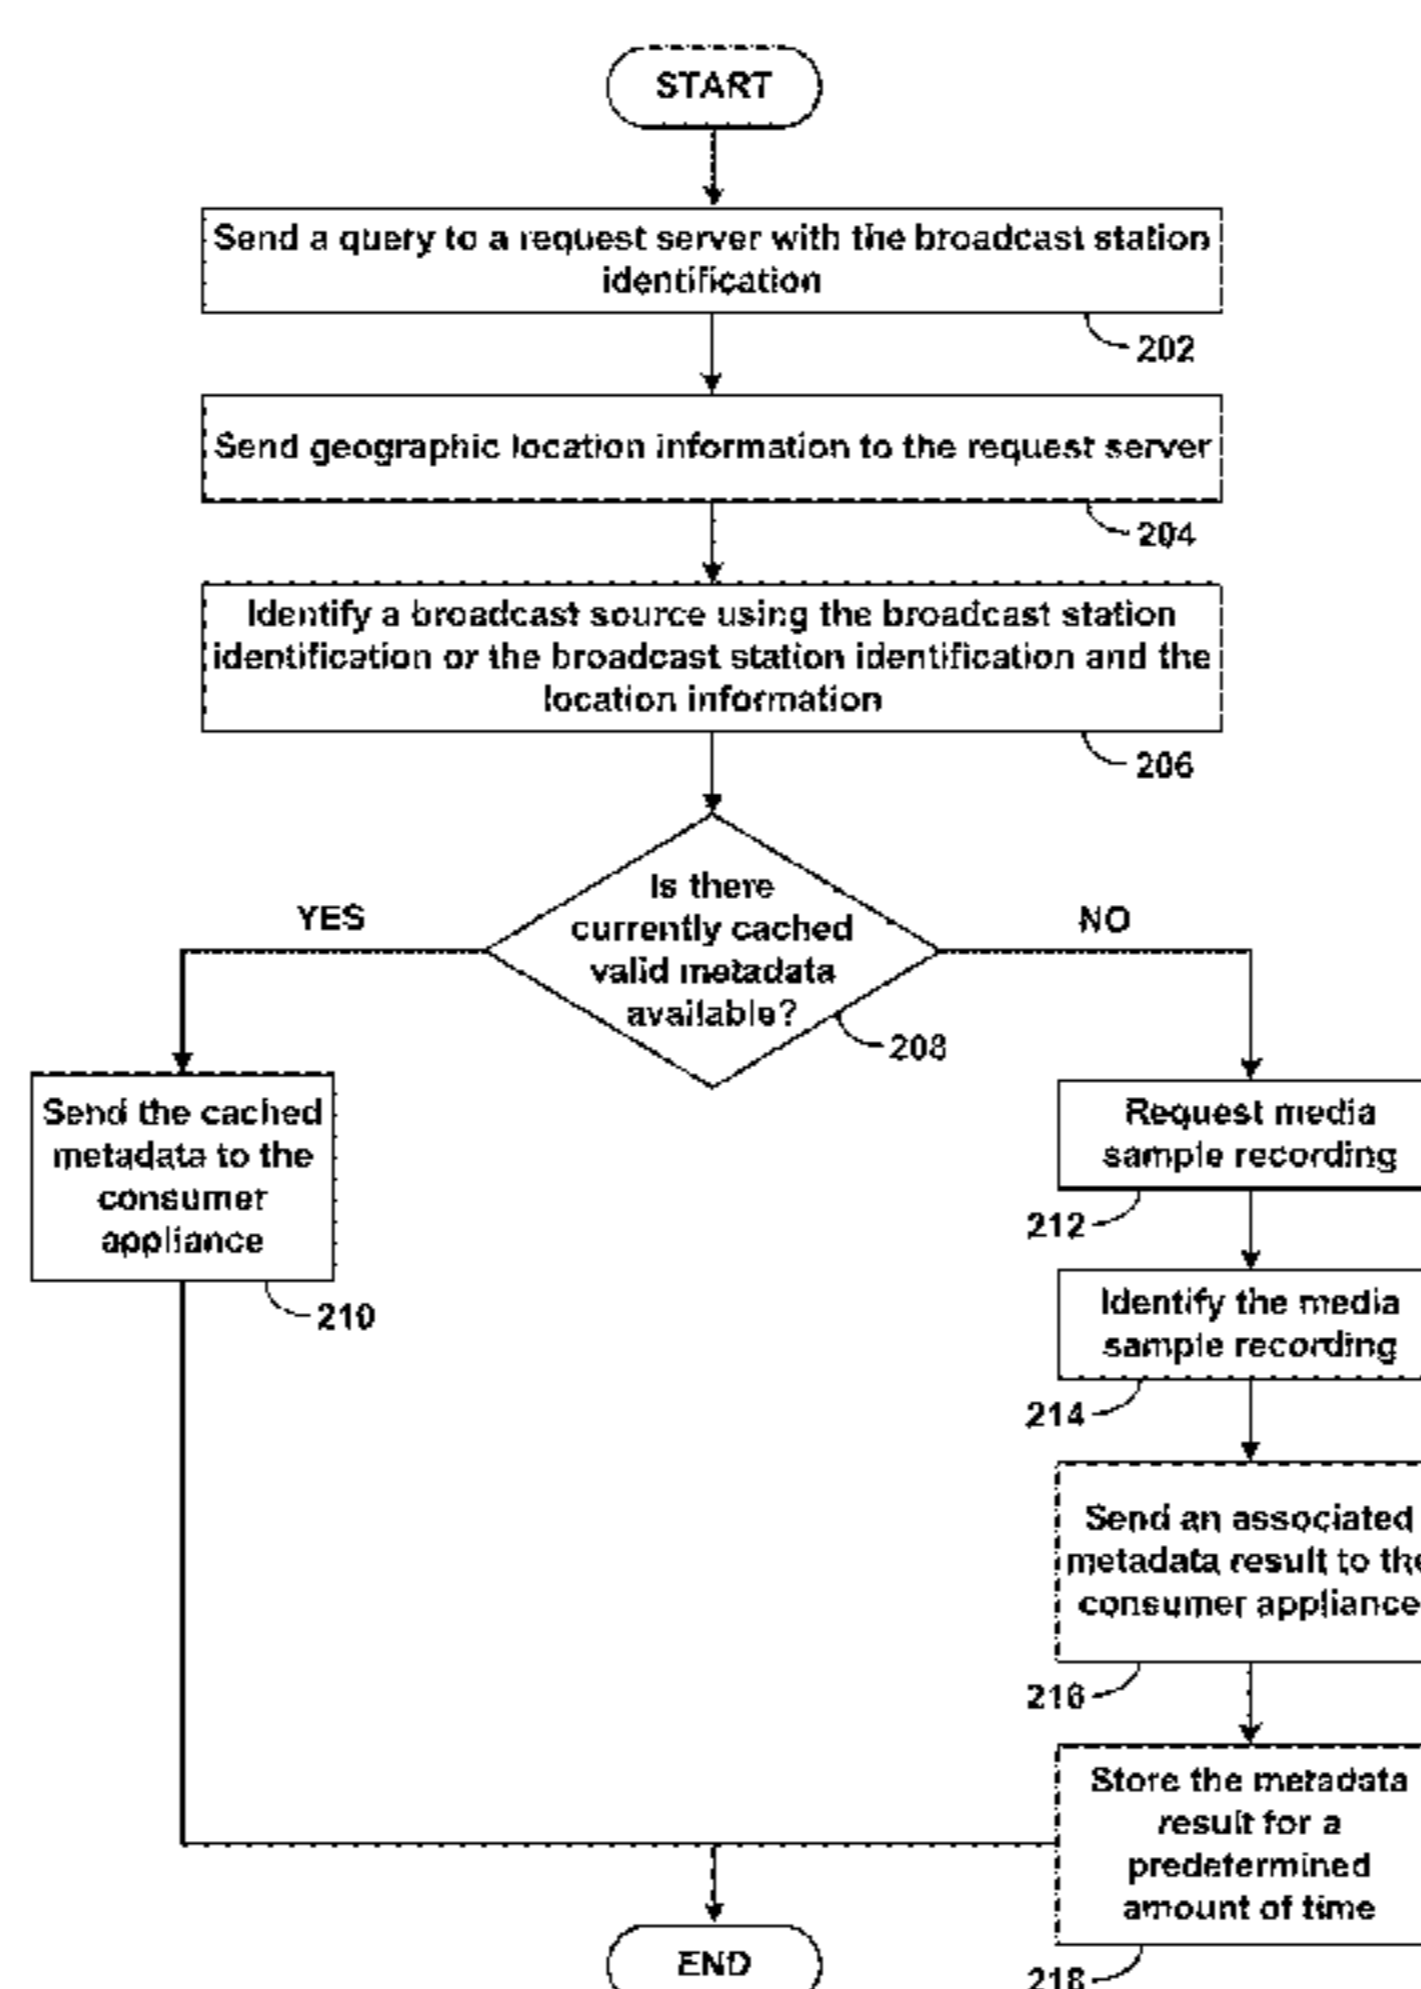 START
Send a query to a request server with the broadcast station
identification
202
Send geographic location information to the request server
204
Identify a broadcast source using the broadcast station
identification or the broadcast station identification and the
location information
206
Is there
currently cached
valid metadata
available?
208
YES
NO
Send the cached
metadata to the
consumer
appliance
210
Request media
sample recording
212
Identify the media
sample recording
214
Send an associated
metadata result to the
consumer appliance
216
Store the metadata
result for a
predetermined
amount of time
218
END